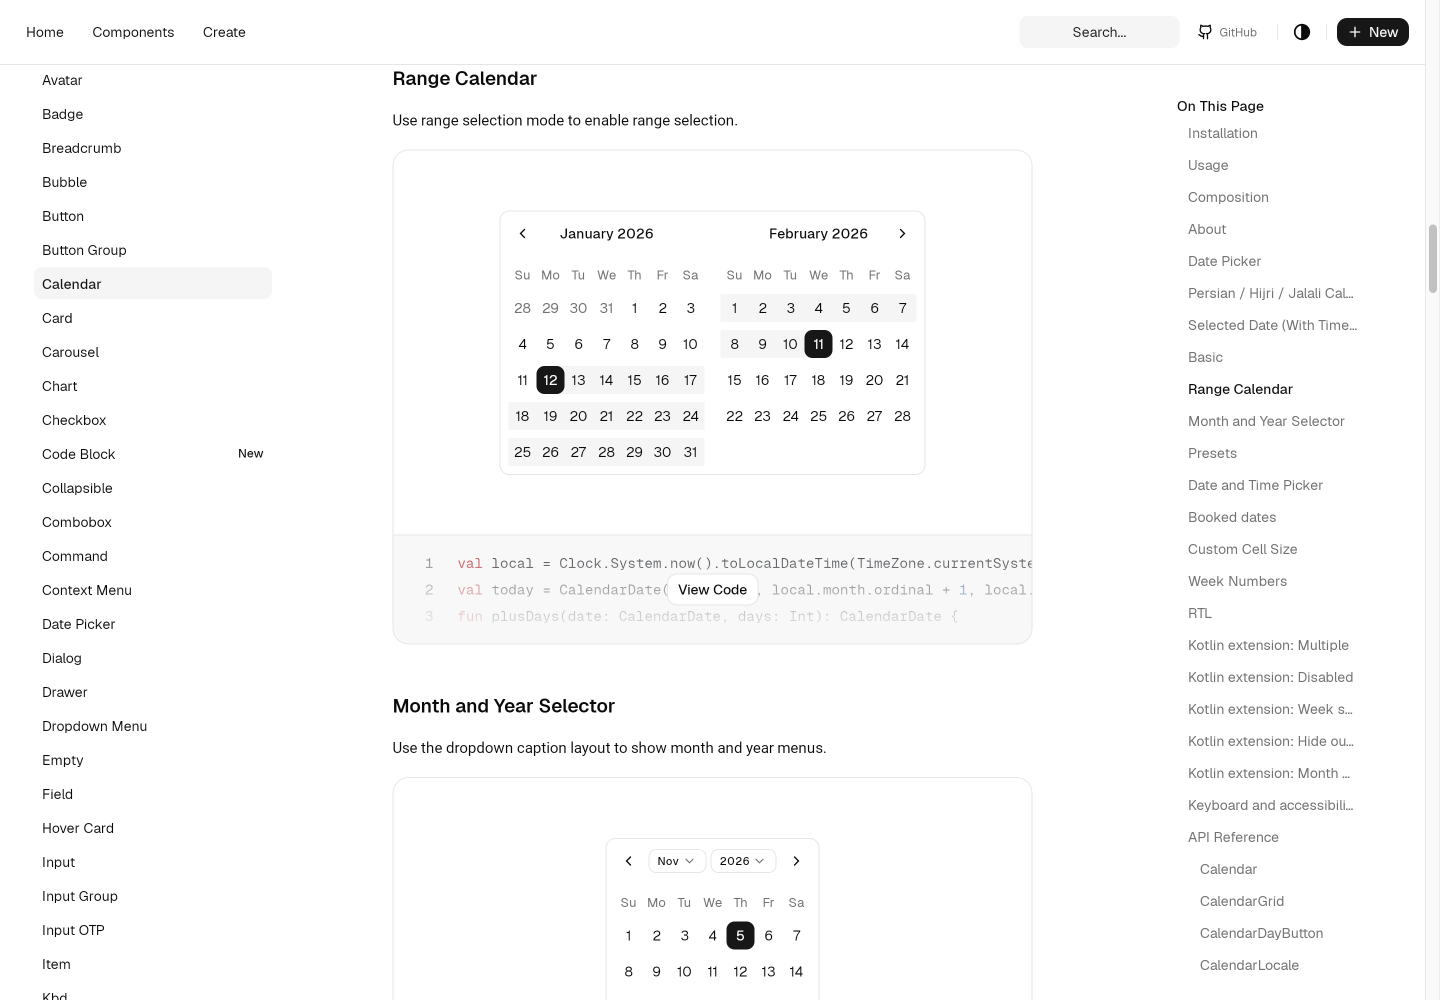 Home Components Create Search... GitHub New
Avatar
Badge
Breadcrumb
Bubble
Button
Button Group
Calendar
Card
Carousel
Chart
Checkbox
Code Block New
Collapsible
Combobox
Command
Context Menu
Date Picker
Dialog
Drawer
Dropdown Menu
Empty
Field
Hover Card
Input
Input Group
Input OTP
Item
Kbd
Range Calendar
Use range selection mode to enable range selection.
January 2026 February 2026
Su Mo Tu We Th Fr Sa Su Mo Tu We Th Fr Sa
28 29 30 31 1 2 3 1 2 3 4 5 6 7
4 5 6 7 8 9 10 8 9 10 11 12 13 14
11 12 13 14 15 16 17 15 16 17 18 19 20 21
18 19 20 21 22 23 24 22 23 24 25 26 27 28
25 26 27 28 29 30 31
1 val local = Clock.System.now().toLocalDateTime(TimeZone.currentSyste
2 val today = CalendarDate( , local.month.ordinal + 1, local.
View Code
3 fun plusDays(date: CalendarDate, days: Int): CalendarDate {
Month and Year Selector
Use the dropdown caption layout to show month and year menus.
Nov 2026
Su Mo Tu We Th Fr Sa
1 2 3 4 5 6 7
8 9 10 11 12 13 14
On This Page
Installation
Usage
Composition
About
Date Picker
Persian / Hijri / Jalali Cal...
Selected Date (With Time...
Basic
Range Calendar
Month and Year Selector
Presets
Date and Time Picker
Booked dates
Custom Cell Size
Week Numbers
RTL
Kotlin extension: Multiple
Kotlin extension: Disabled
Kotlin extension: Week s...
Kotlin extension: Hide ou...
Kotlin extension: Month ...
Keyboard and accessibili...
API Reference
Calendar
CalendarGrid
CalendarDayButton
CalendarLocale